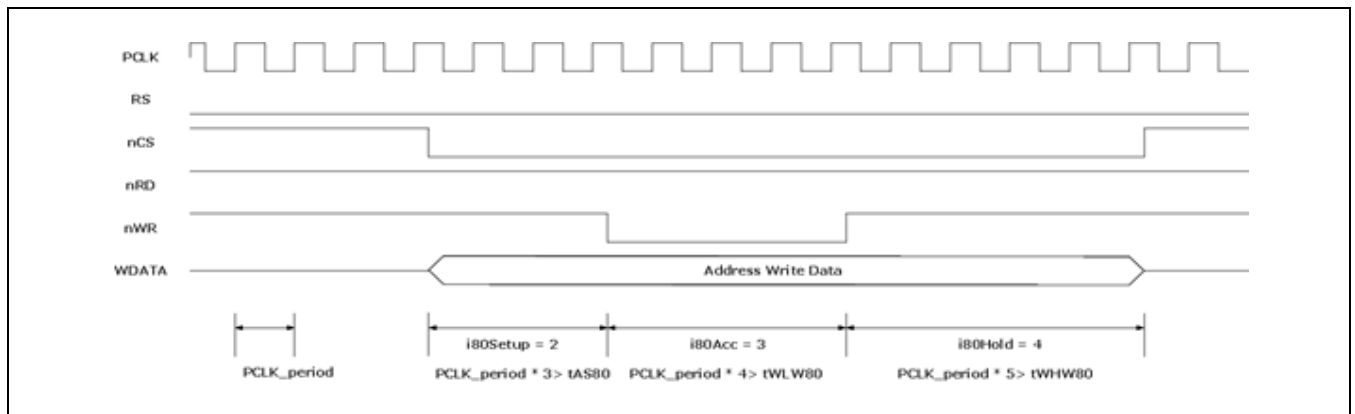 PCLK
RS
nCS
nRD
nWR
WDATA
Address Write Data
i80Setup = 2
i80Acc = 3
i80Hold = 4
PCLK_period
PCLK_period * 3> tAS80
PCLK_period * 4> tWLW80
PCLK_period * 5> tWHW80